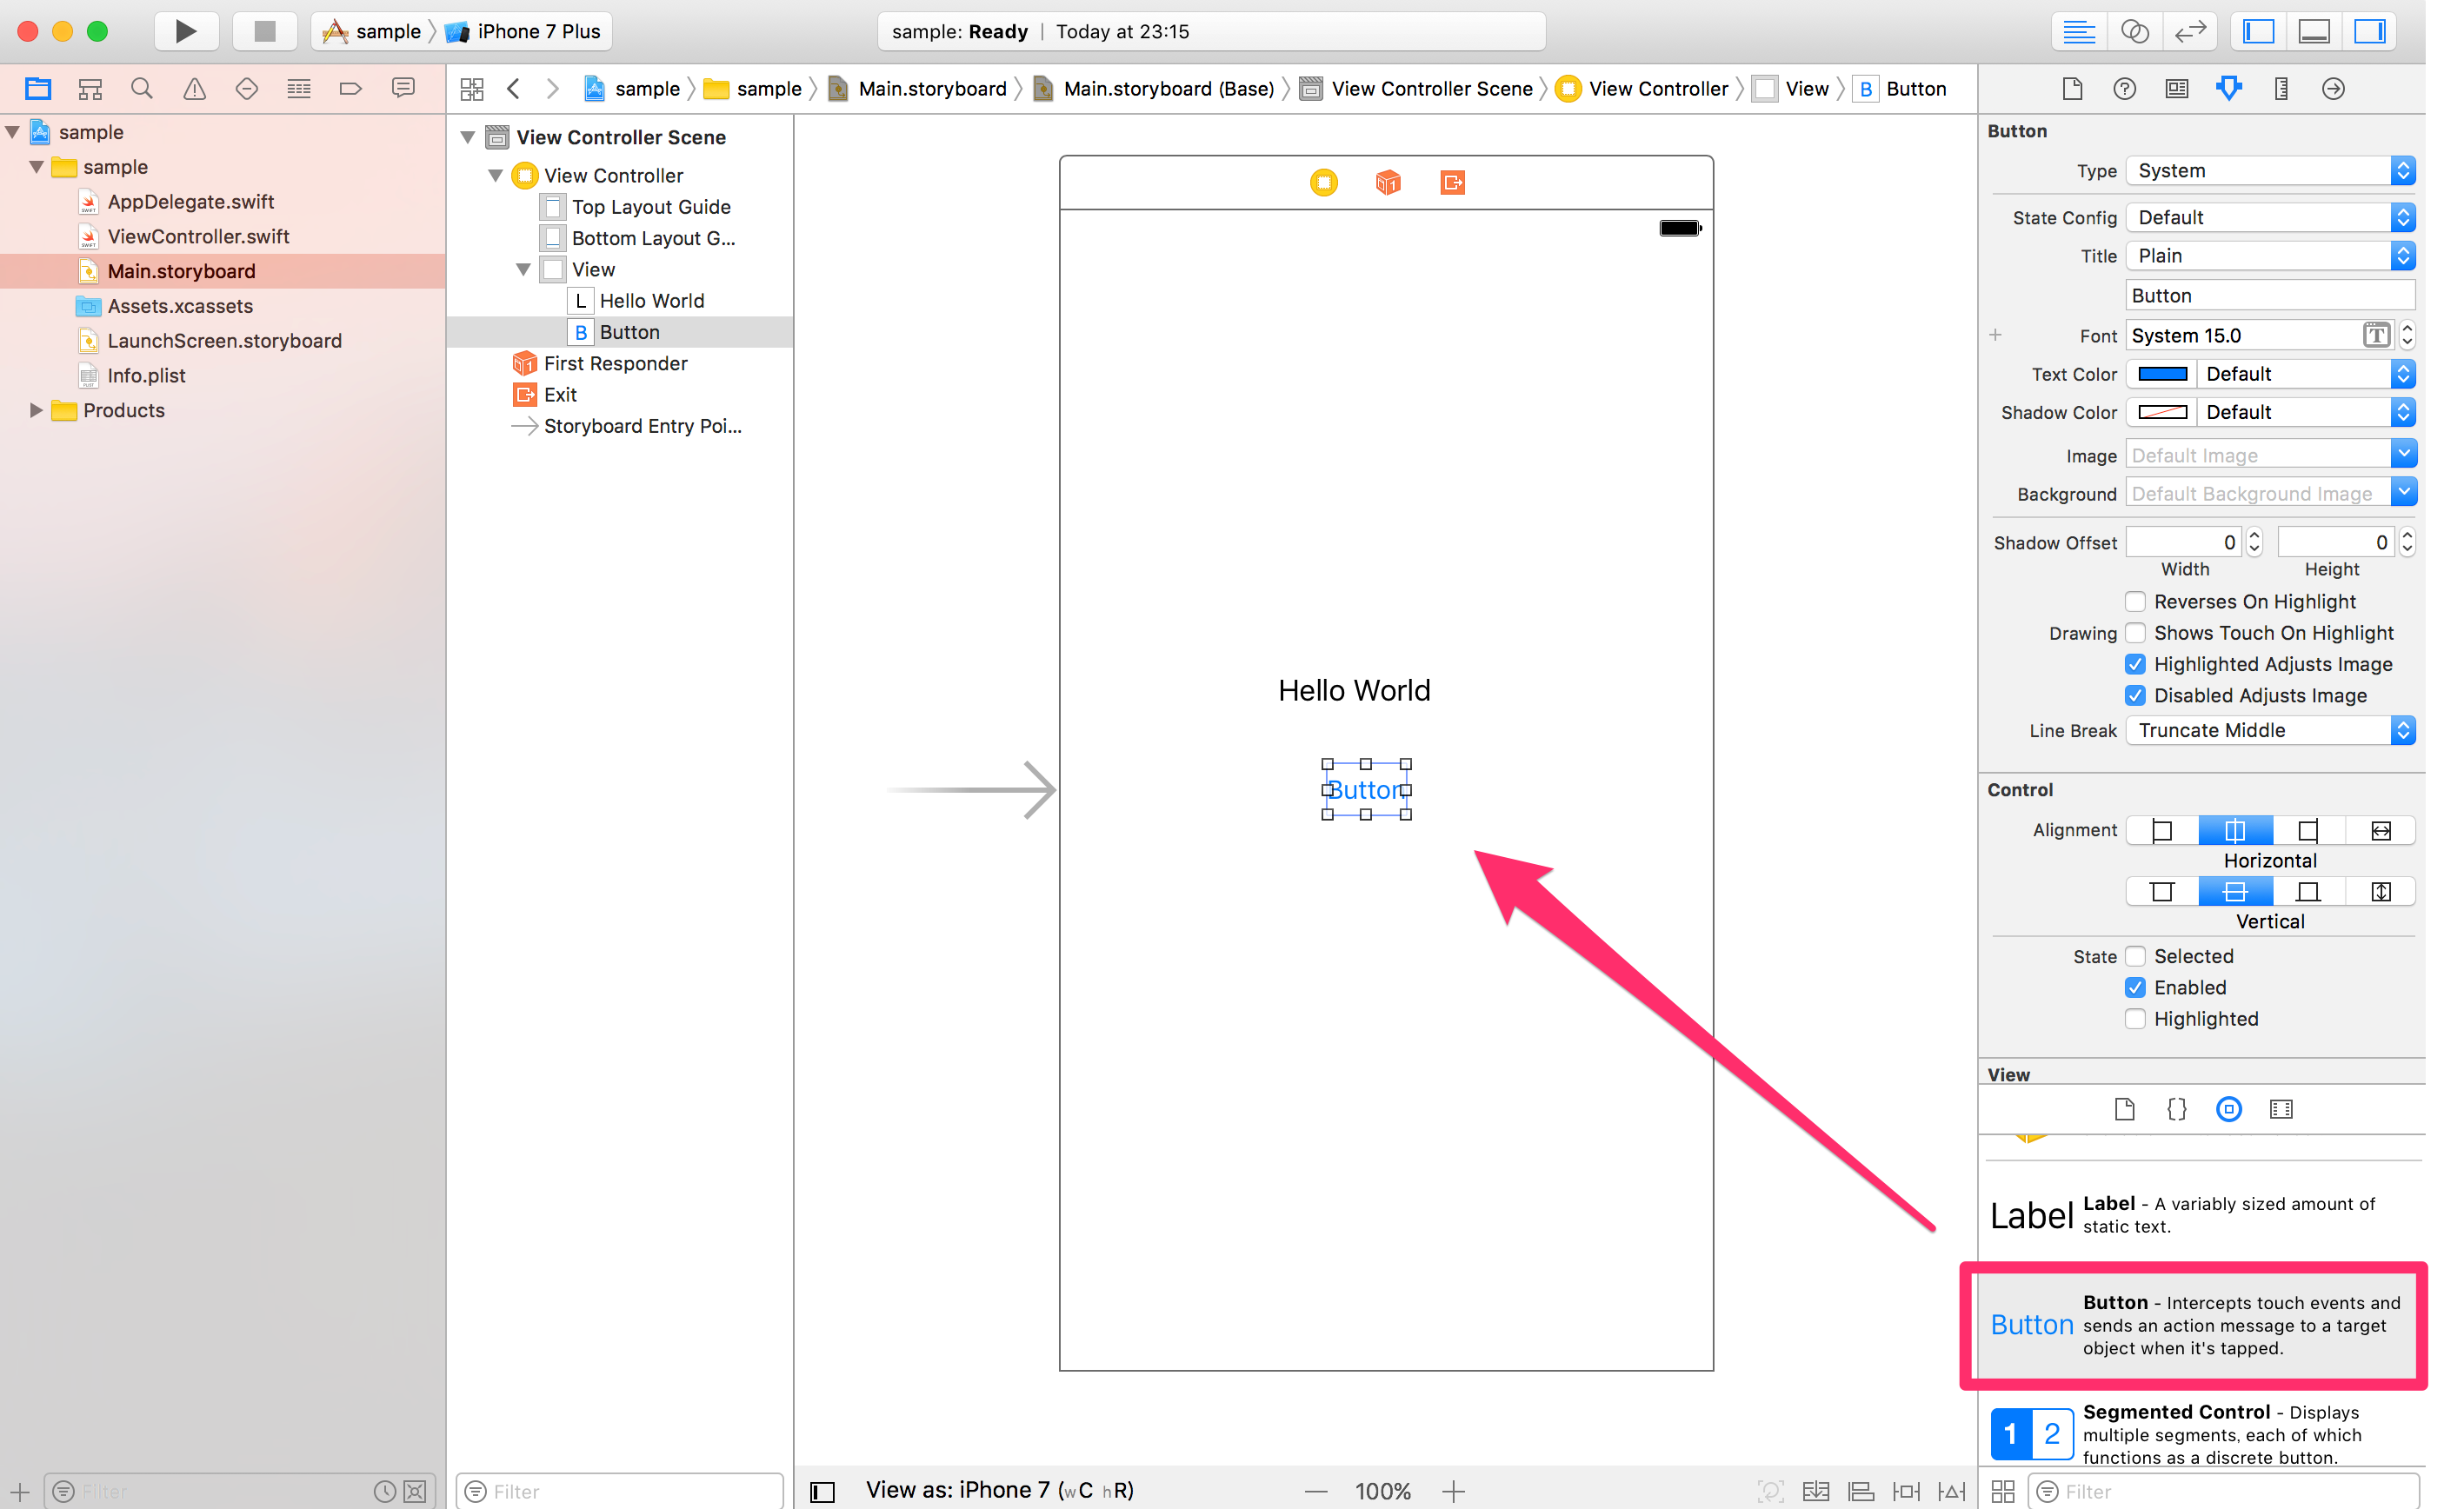 sample iPhone 7 Plus
sample: Ready | Today at 23:15
sample sample Main.storyboard Main.storyboard (Base) View Controller Scene View Controller View B Button
sample
sample
AppDelegate.swift
ViewController.swift
Main.storyboard
Assets.xcassets
LaunchScreen.storyboard
Info.plist
Products
Filter
View Controller Scene
View Controller
Top Layout Guide
Bottom Layout G...
View
L Hello World
B Button
First Responder
Exit
Storyboard Entry Poi...
Filter
Hello World
Button
View as: iPhone 7 (wC hR)
100%
Button
Type System
State Config Default
Title Plain
Button
Font System 15.0 T
Text Color Default
Shadow Color Default
Image Default Image
Background Default Background Image
Shadow Offset 0 0
Width Height
Reverses On Highlight
Drawing Shows Touch On Highlight
Highlighted Adjusts Image
Disabled Adjusts Image
Line Break Truncate Middle
Control
Alignment
Horizontal
Vertical
State Selected
Enabled
Highlighted
View
{}
Label Label - A variably sized amount of
static text.
Button Button - Intercepts touch events and
sends an action message to a target
object when it's tapped.
1 2 Segmented Control - Displays
multiple segments, each of which
functions as a discrete button.
Filter